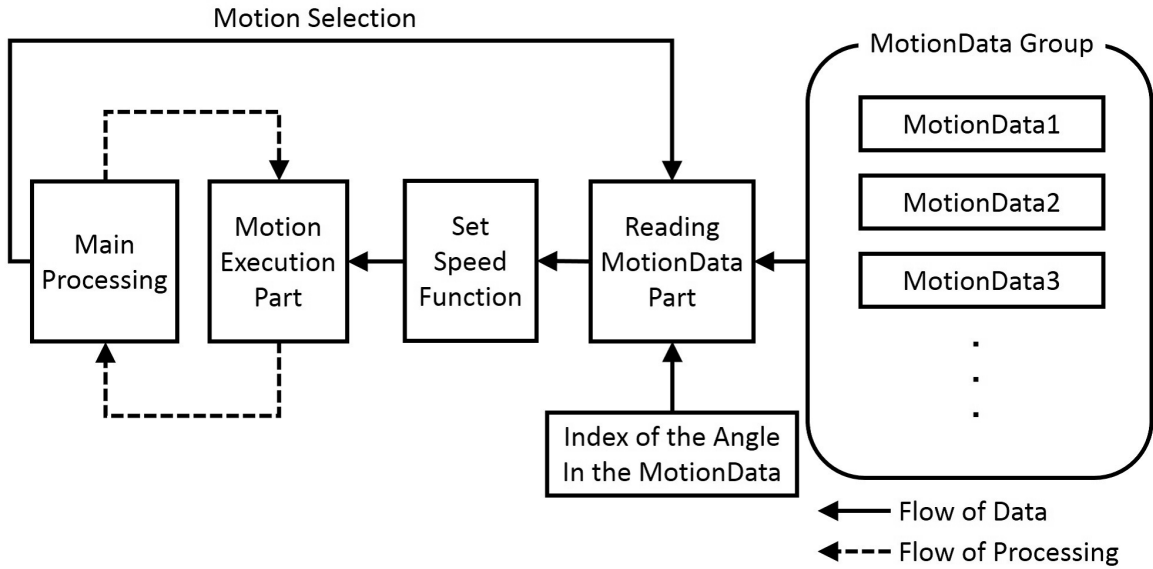 Motion Selection
MotionData Group
MotionData1
MotionData2
MotionData3
Main
Processing
Motion
Execution
Part
Set
Speed
Function
Reading
MotionData
Part
Index of the Angle
In the MotionData
Flow of Data
Flow of Processing